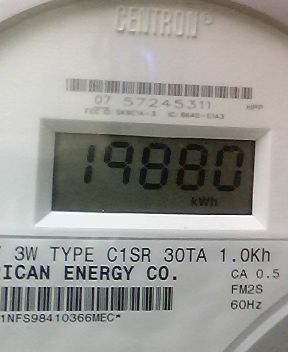 CENTRON
07 57245311
19880
kWh
3W TYPE C1SR 30TA 1.0Kh
RICAN ENERGY CO.
CA 0.5
FM2S
60Hz
1NFS98410366MEC*